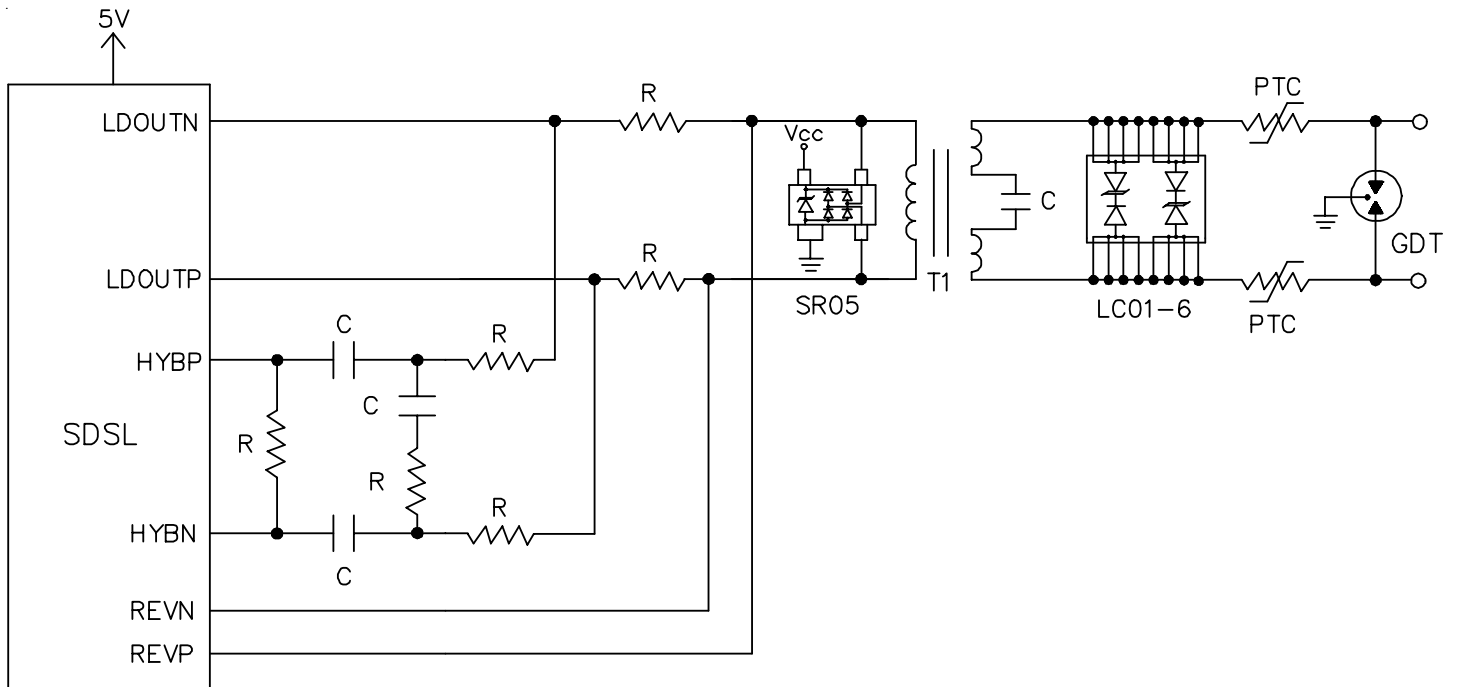 5V
LDOUTN
R
PTC
Vcc
C
GDT
LDOUTP
R
T1
SR05
LC01-6
PTC
C
R
HYBP
C
SDSL
R
R
R
HYBN
C
REVN
REVP